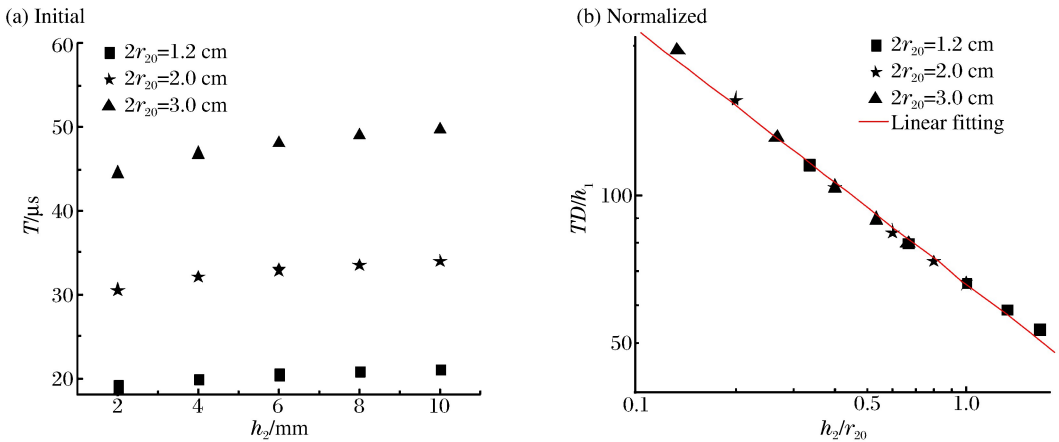 (a) Initial
60
50
40
30
20
T/μs
2r₂₀=1.2 cm
2r₂₀=2.0 cm
2r₂₀=3.0 cm
2 4 6 8 10
h₂/mm
(b) Normalized
100
50
TD/h₁
2r₂₀=1.2 cm
2r₂₀=2.0 cm
2r₂₀=3.0 cm
Linear fitting
0.1 0.5 1.0
h₂/r₂₀